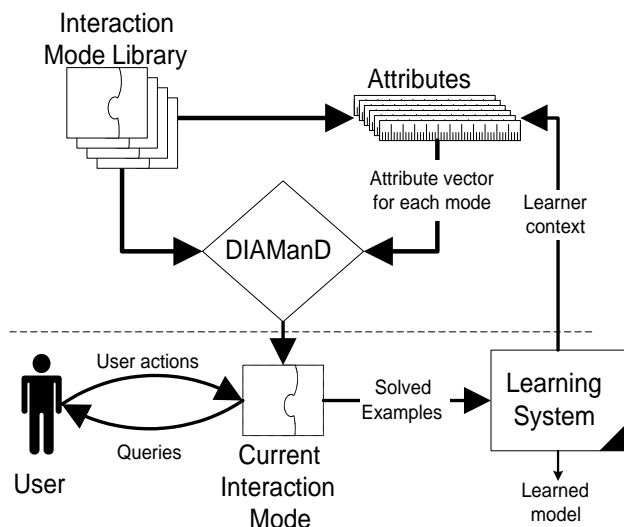 Interaction
Mode Library
Attributes
Attribute vector
for each mode
Learner
context
DIAManD
User actions
Queries
User
Current
Interaction
Mode
Solved
Examples
Learning
System
Learned
model